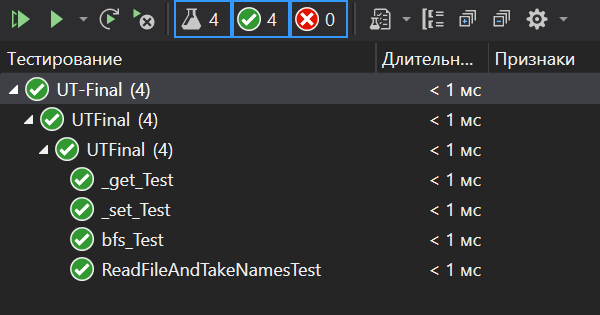 4 4 0
Тестирование Длительн... Признаки
UT-Final (4) < 1 мс
UTFinal (4) < 1 мс
UTFinal (4) < 1 мс
_get_Test < 1 мс
_set_Test < 1 мс
bfs_Test < 1 мс
ReadFileAndTakeNamesTest < 1 мс